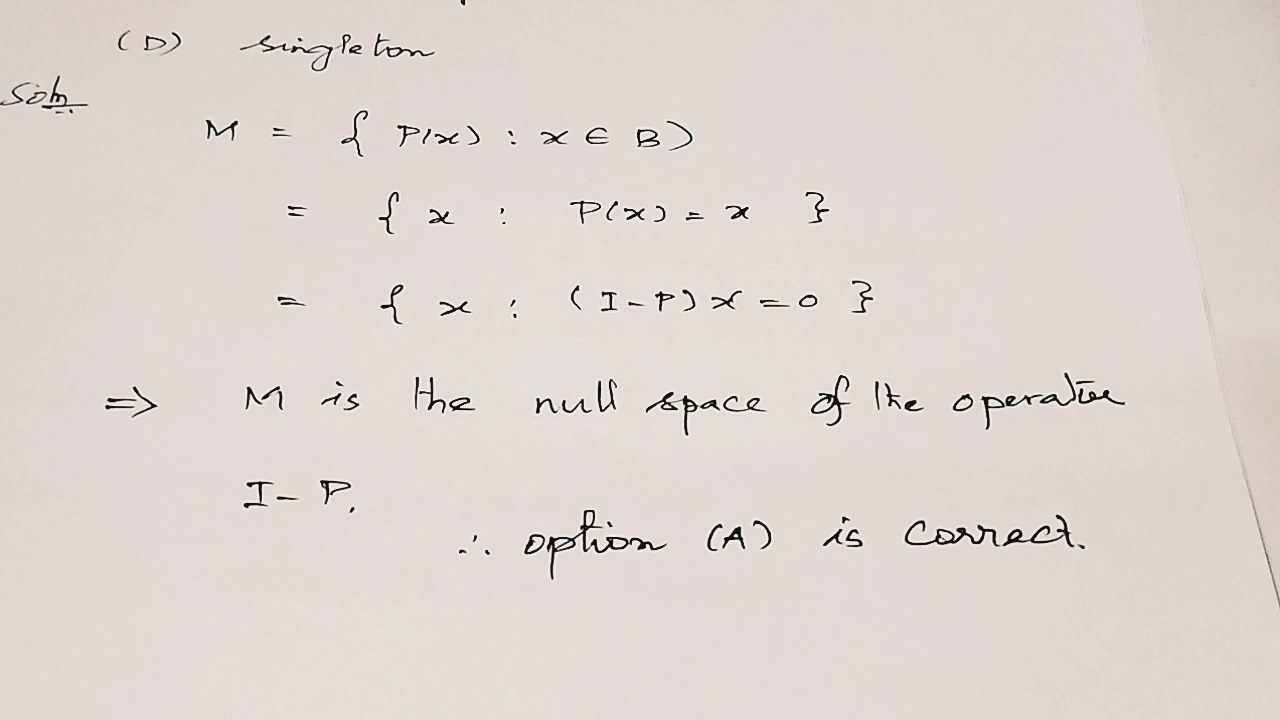 (D) singleton
Soln
M = { P(x) : x ∈ B )
= { x : P(x) = x }
= { x : (I-P) x = 0 }
⇒ M is the null space of the operator
I - P.
∴ option (A) is correct.